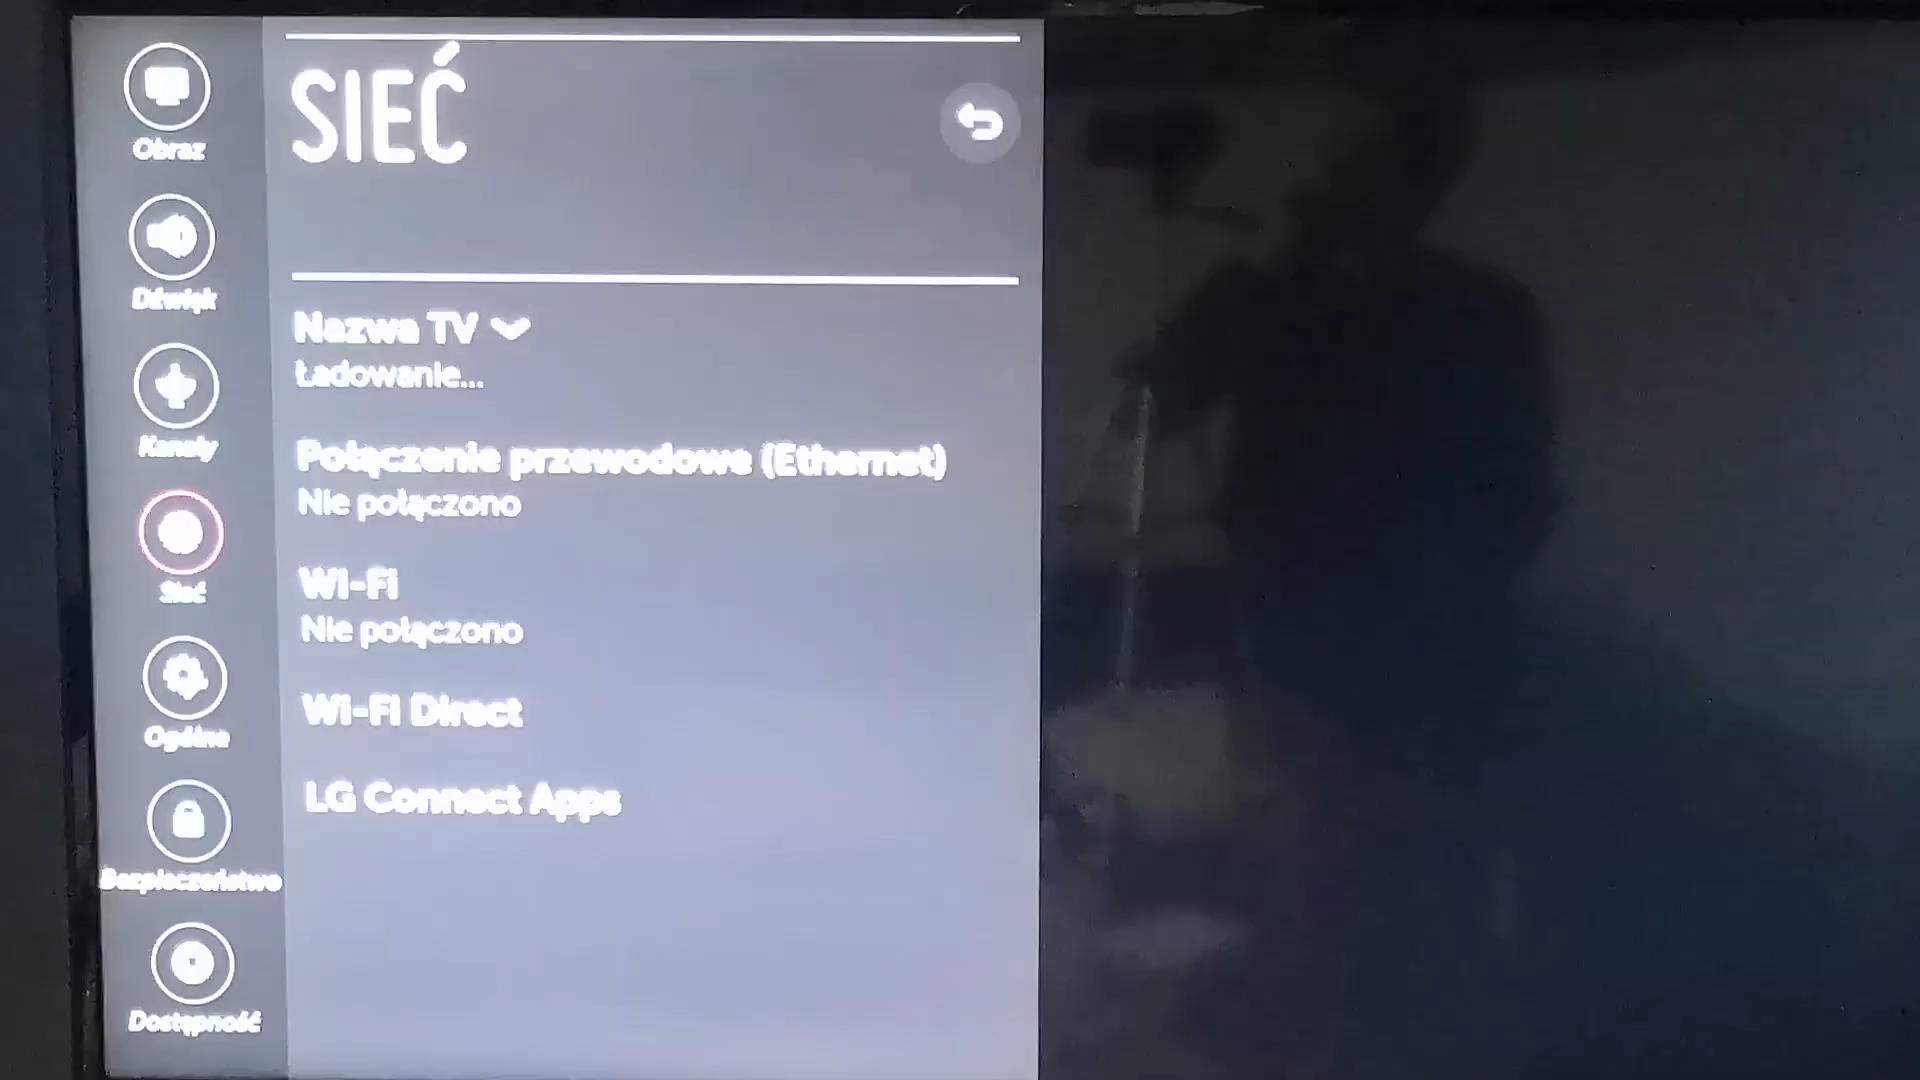 Obraz
Dźwięk
Kanały
Sieć
Ogólne
Bezpieczeństwo
Dostępność
SIEĆ
Nazwa TV
Ładowanie...
Połączenie przewodowe (Ethernet)
Nie połączono
Wi-Fi
Nie połączono
Wi-Fi Direct
LG Connect Apps